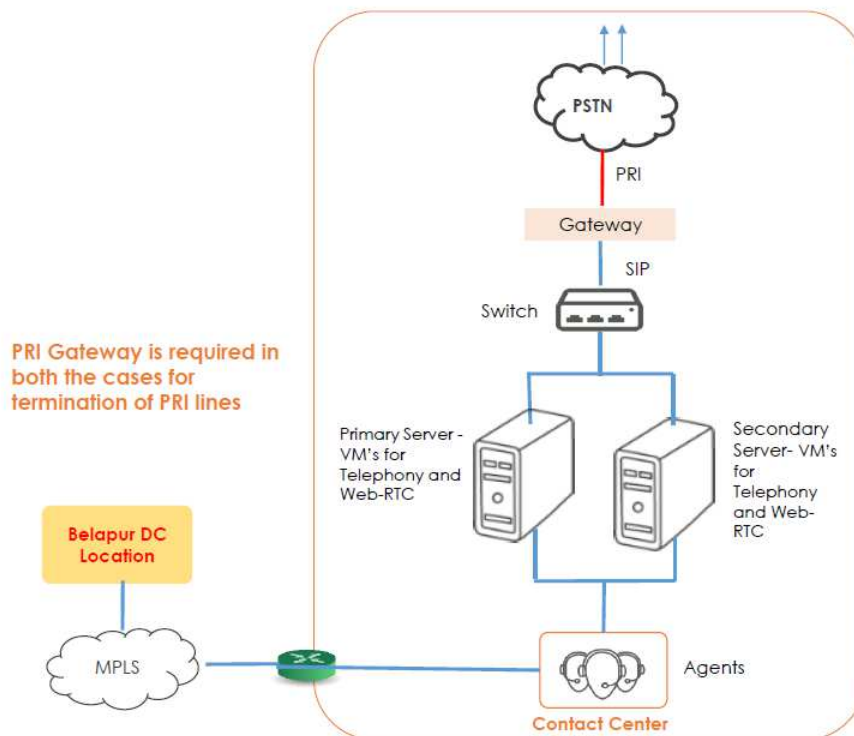 PSTN
PRI
Gateway
SIP
Switch
PRI Gateway is required in
both the cases for
termination of PRI lines
Primary Server -
VM's for
Telephony and
Web-RTC
Secondary
Server- VM's
for
Telephony
and Web-
RTC
Belapur DC
Location
MPLS
Agents
Contact Center